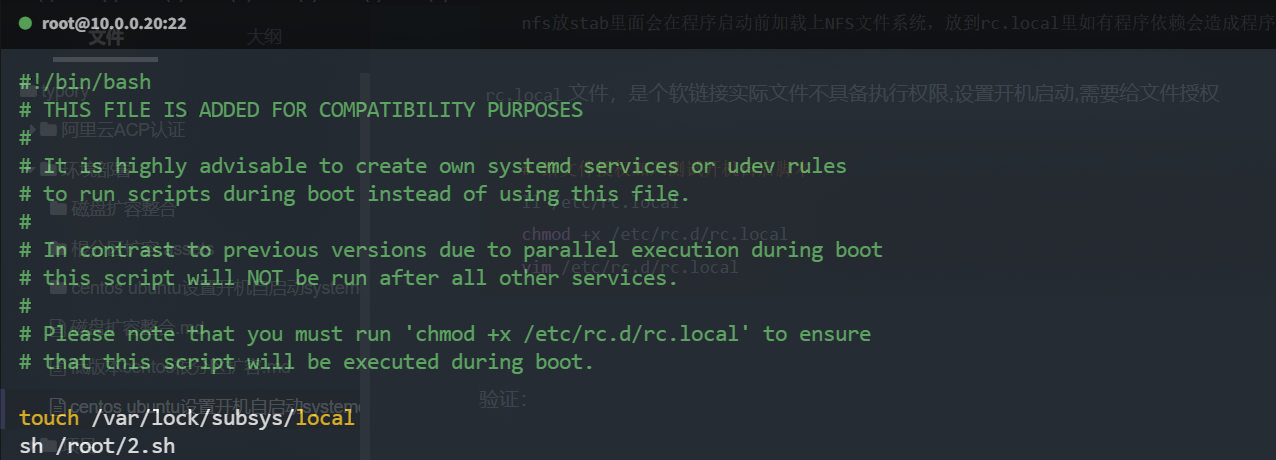 nfs放stab里面会在程序启动前加载上NFS文件系统，放到rc.local里如有程序依赖会造成程序
root@10.0.0.20:22
文件
大纲
#!/bin/bash
typora
rc.local 文件，是个软链接实际文件不具备执行权限,设置开机启动,需要给文件授权
# THIS FILE IS ADDED FOR COMPATIBILITY PURPOSES
阿里云ACP认证
#
# It is highly advisable to create own systemd services or udev rules
# to run scripts during boot instead of using this file.
磁盘扩容整合
ll /etc/rc.local
#
chmod +x /etc/rc.d/rc.local
# In contrast to previous versions due to parallel execution during boot
vim /etc/rc.d/rc.local
# this script will NOT be run after all other services.
centos ubuntu设置开机自启动system
#
磁盘扩容整合.md
# Please note that you must run 'chmod +x /etc/rc.d/rc.local' to ensure
# that this script will be executed during boot.
验证：
centos ubuntu设置开机自启动system
touch /var/lock/subsys/local
sh /root/2.sh